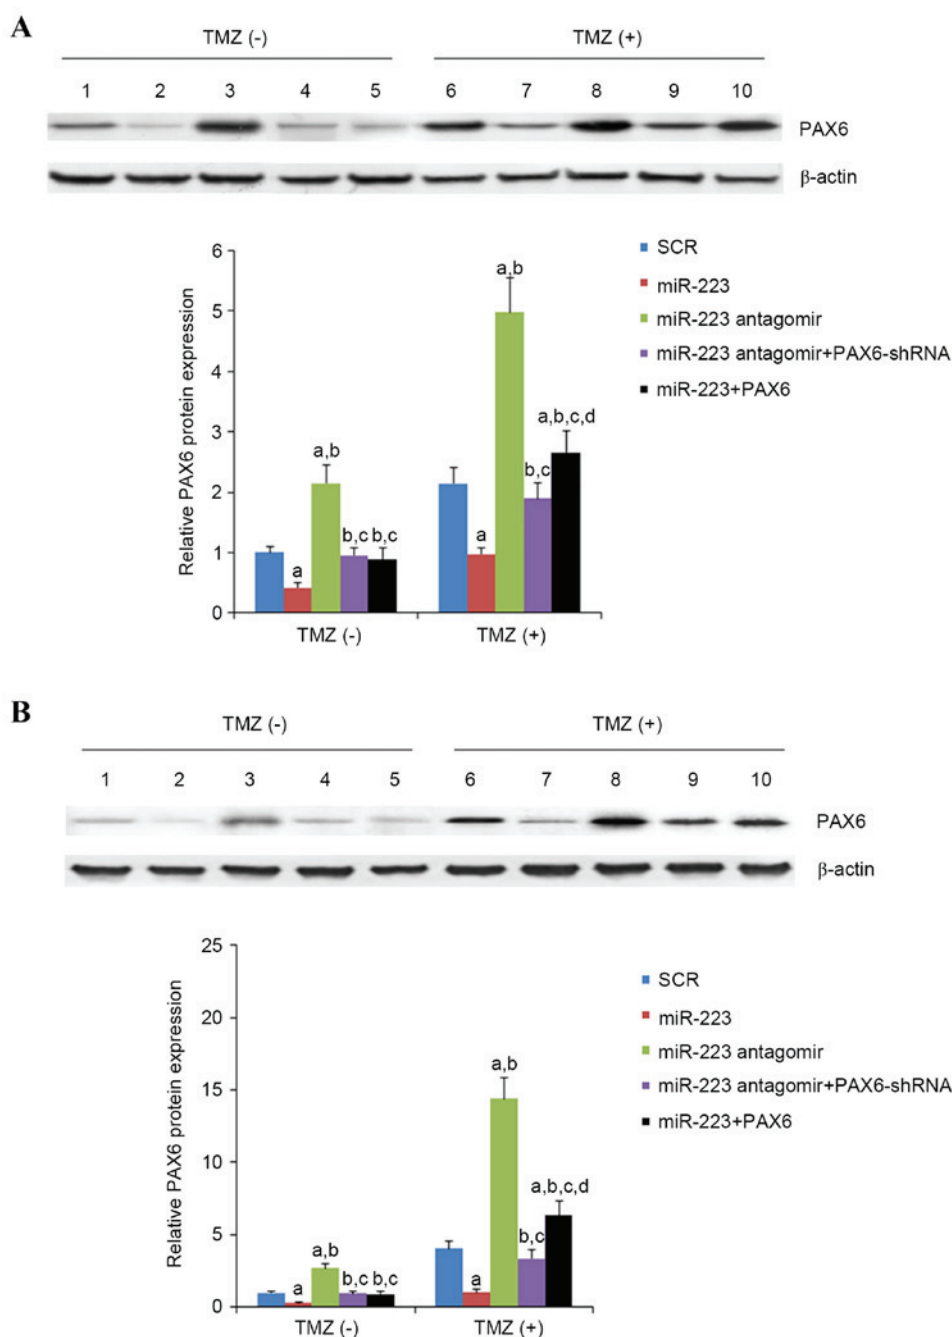 A
TMZ (-) TMZ (+)
1 2 3 4 5 6 7 8 9 10
PAX6
β-actin
Relative PAX6 protein expression
6
5
4
3
2
1
0
a
a,b
b,c b,c
a
a,b
b,c
a,b,c,d
TMZ (-) TMZ (+)
SCR
miR-223
miR-223 antagomir
miR-223 antagomir+PAX6-shRNA
miR-223+PAX6
B
TMZ (-) TMZ (+)
1 2 3 4 5 6 7 8 9 10
PAX6
β-actin
Relative PAX6 protein expression
25
20
15
10
5
0
a
a,b
b,c b,c
a
a,b
b,c
a,b,c,d
TMZ (-) TMZ (+)
SCR
miR-223
miR-223 antagomir
miR-223 antagomir+PAX6-shRNA
miR-223+PAX6